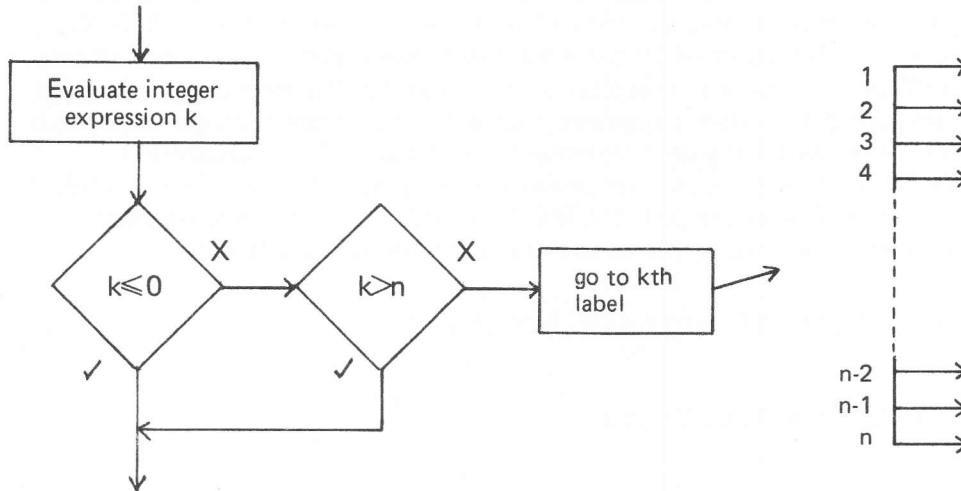 Evaluate integer
expression k
k≤0
X
✓
k>n
X
✓
go to kth
label
1
2
3
4
n-2
n-1
n